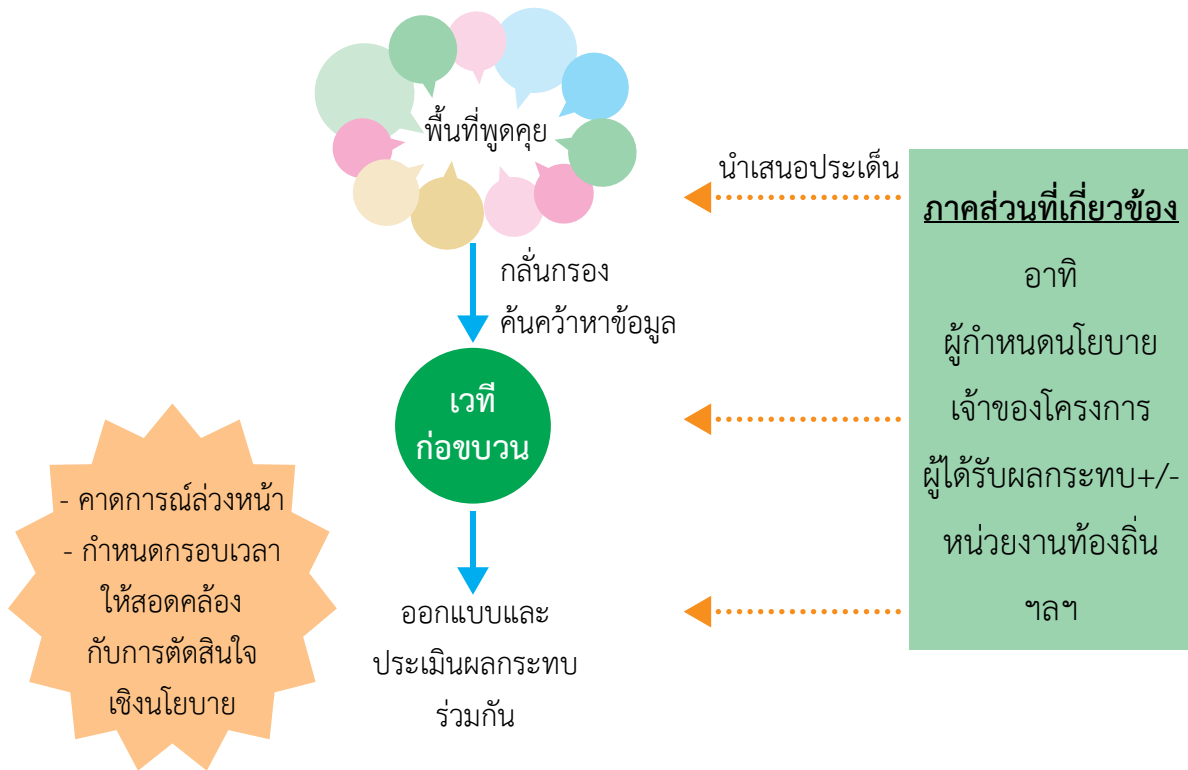 พื้นที่พูดคุย
นำเสนอประเด็น
กลั่นกรอง
ค้นคว้าหาข้อมูล
เวที
ก่อขบวน
ออกแบบและ
ประเมินผลกระทบ
ร่วมกัน
- คาดการณ์ล่วงหน้า
- กำหนดกรอบเวลา
ให้สอดคล้อง
กับการตัดสินใจ
เชิงนโยบาย
ภาคส่วนที่เกี่ยวข้อง
อาทิ
ผู้กำหนดนโยบาย
เจ้าของโครงการ
ผู้ได้รับผลกระทบ+/-
หน่วยงานท้องถิ่น
ฯลฯ